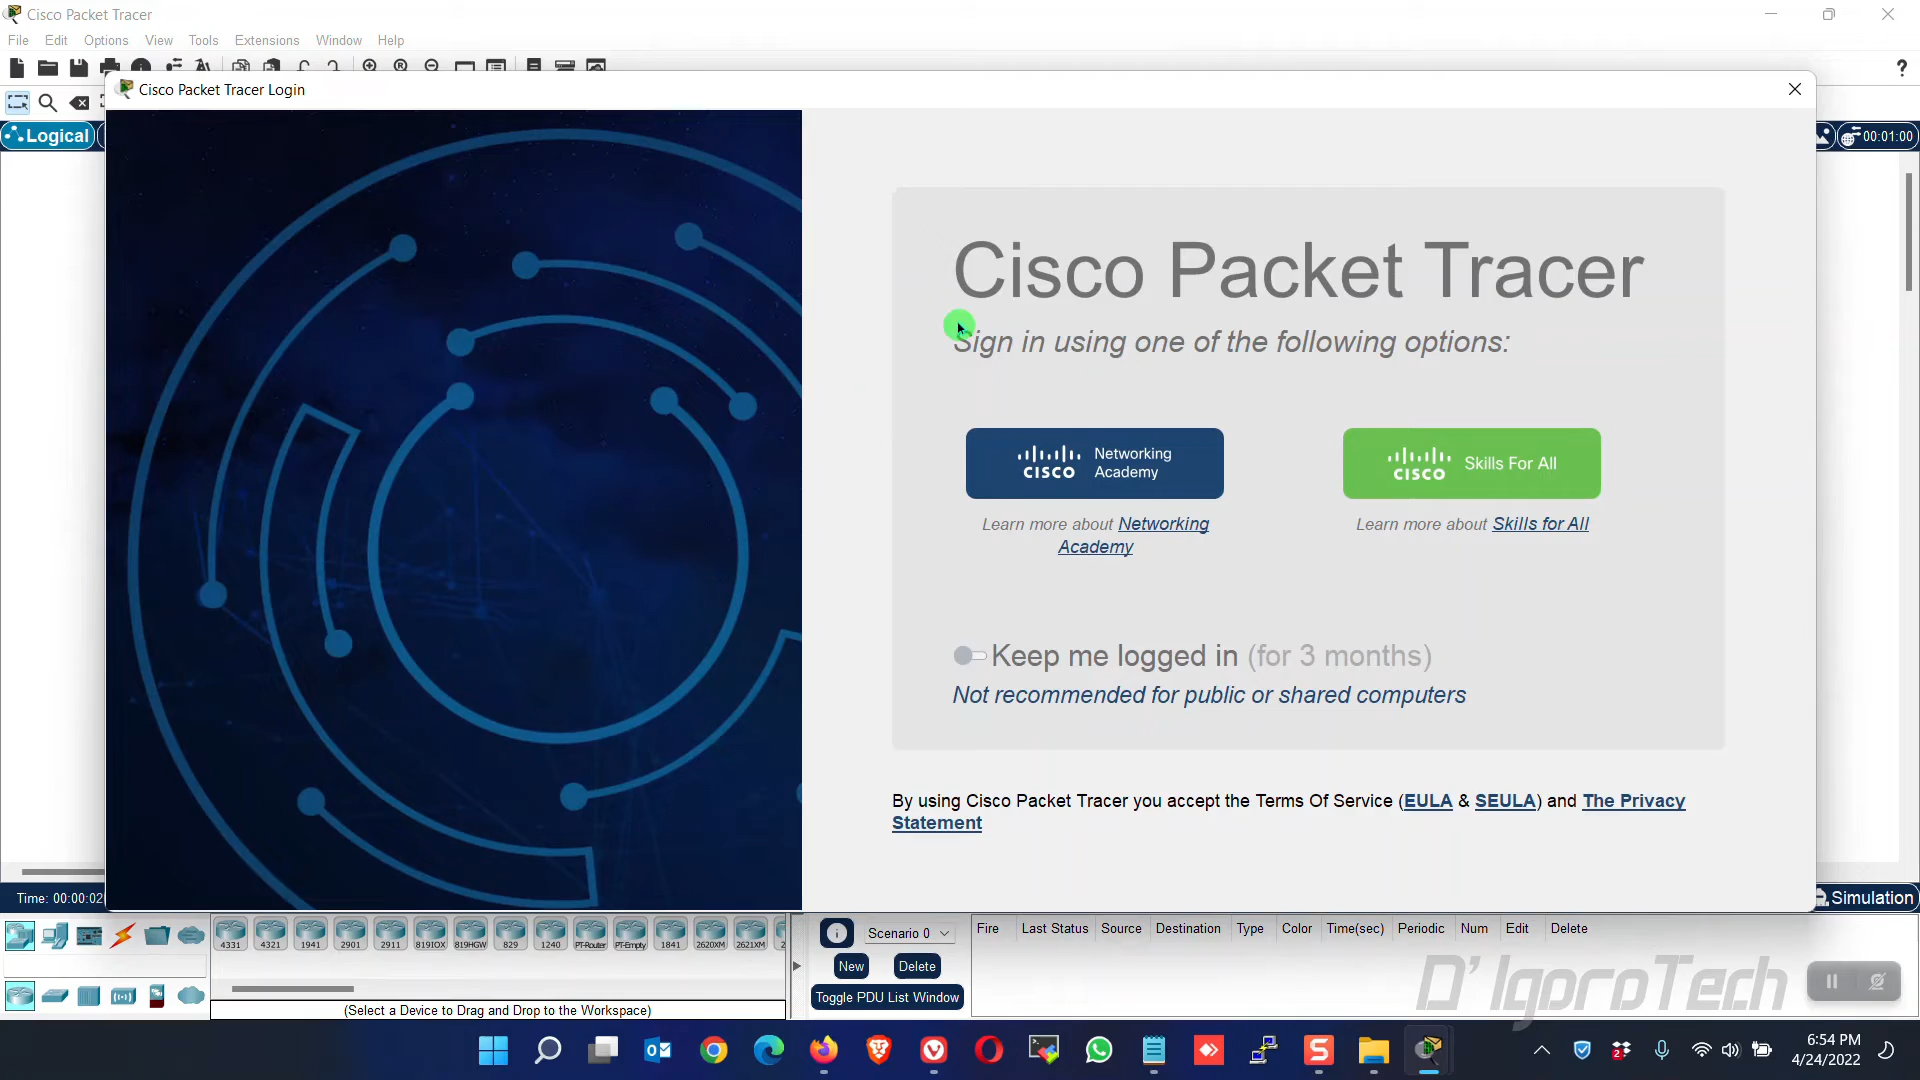 Cisco Packet Tracer
File Edit Options View Tools Extensions Window Help
?
Cisco Packet Tracer Login
Logical
00:01:00
Cisco Packet Tracer
Sign in using one of the following options:
CISCO Networking Academy
CISCO Skills For All
Learn more about Networking Academy
Learn more about Skills for All
Keep me logged in (for 3 months)
Not recommended for public or shared computers
By using Cisco Packet Tracer you accept the Terms Of Service (EULA & SEULA) and The Privacy
Statement
Time: 00:00:02
Simulation
4331 4321 1941 2901 2911 819IOX 819HGW 829 1240 PT-Router PT-Empty 1841 2620XM 2621XM
(Select a Device to Drag and Drop to the Workspace)
Scenario 0
New Delete
Toggle PDU List Window
Fire Last Status Source Destination Type Color Time(sec) Periodic Num Edit Delete
D'IgoroTech
6:54 PM
4/24/2022